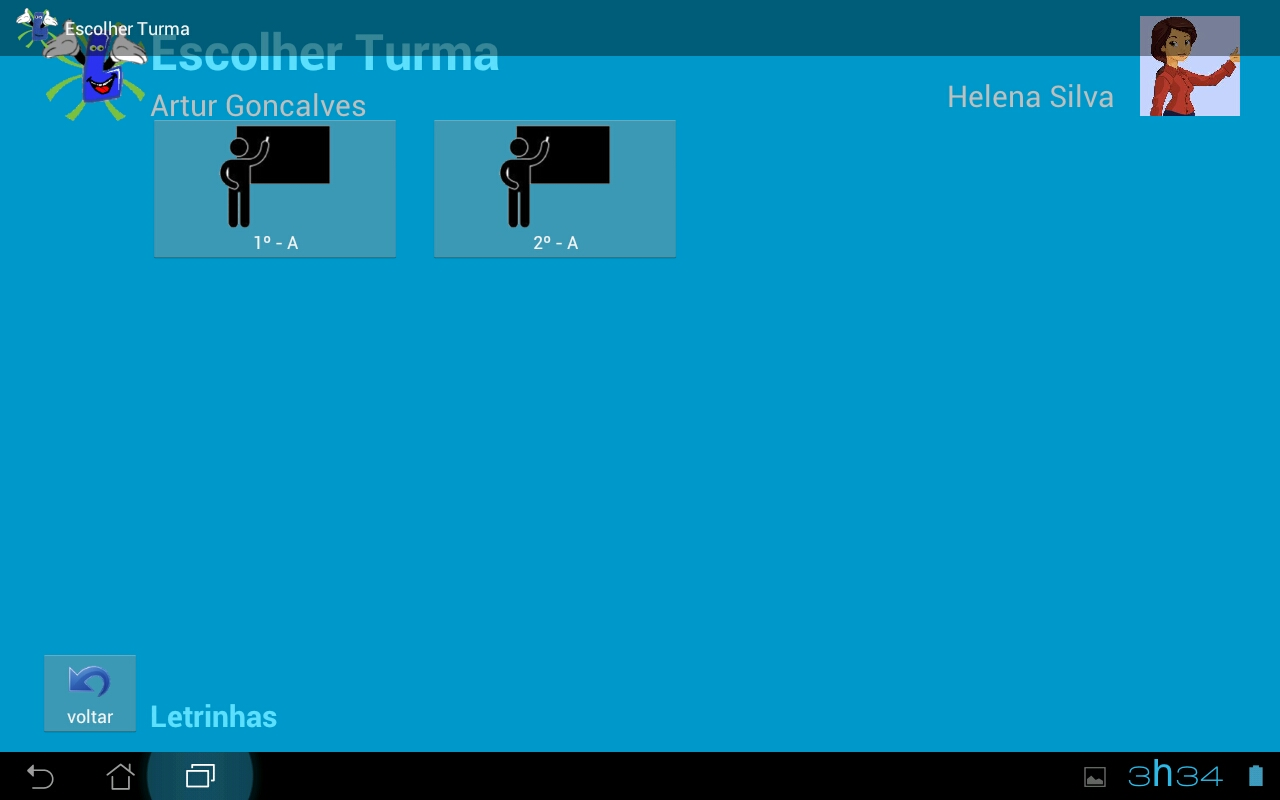 Escolher Turma
Escolher Turma
Artur Goncalves
Helena Silva
1º - A
2º - A
voltar
Letrinhas
3h34